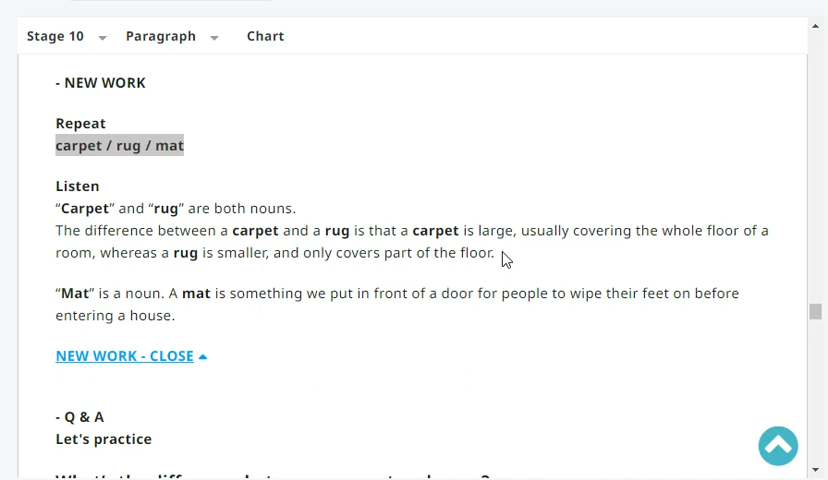 Stage 10 Paragraph Chart
- NEW WORK
Repeat
carpet / rug / mat
Listen
“Carpet” and “rug” are both nouns.
The difference between a carpet and a rug is that a carpet is large, usually covering the whole floor of a
room, whereas a rug is smaller, and only covers part of the floor.
“Mat” is a noun. A mat is something we put in front of a door for people to wipe their feet on before
entering a house.
NEW WORK - CLOSE
- Q & A
Let's practice